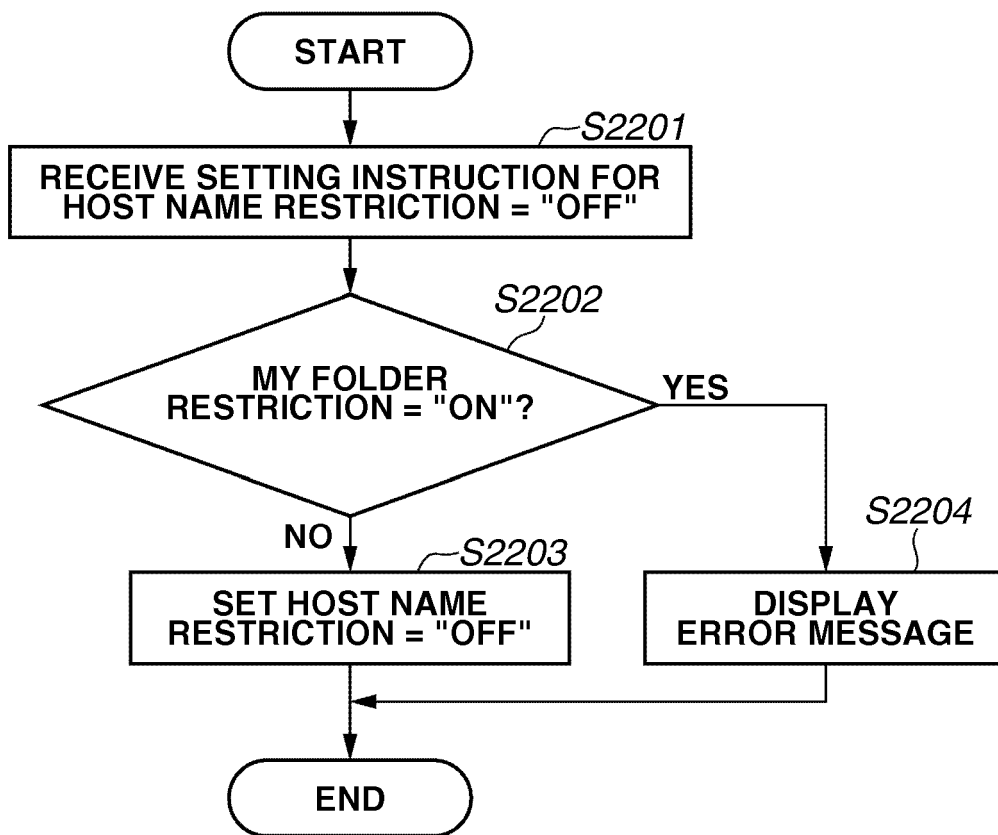 START
S2201
RECEIVE SETTING INSTRUCTION FOR
HOST NAME RESTRICTION = "OFF"
S2202
MY FOLDER
RESTRICTION = "ON"?
YES
NO
S2203
SET HOST NAME
RESTRICTION = "OFF"
S2204
DISPLAY
ERROR MESSAGE
END